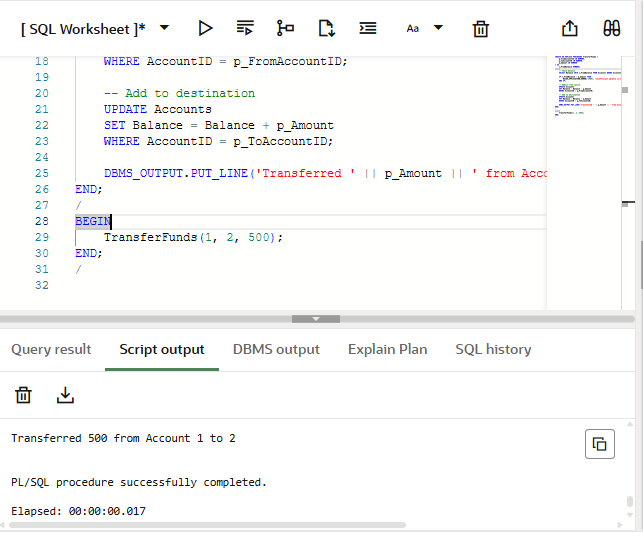 [ SQL Worksheet ]*
Aa
18 WHERE AccountID = p_FromAccountID;
19
20 -- Add to destination
21 UPDATE Accounts
22 SET Balance = Balance + p_Amount
23 WHERE AccountID = p_ToAccountID;
24
25 DBMS_OUTPUT.PUT_LINE('Transferred ' || p_Amount || ' from Acco
26 END;
27 /
28 BEGIN
29 TransferFunds(1, 2, 500);
30 END;
31 /
32
Query result Script output DBMS output Explain Plan SQL history
Transferred 500 from Account 1 to 2
PL/SQL procedure successfully completed.
Elapsed: 00:00:00.017